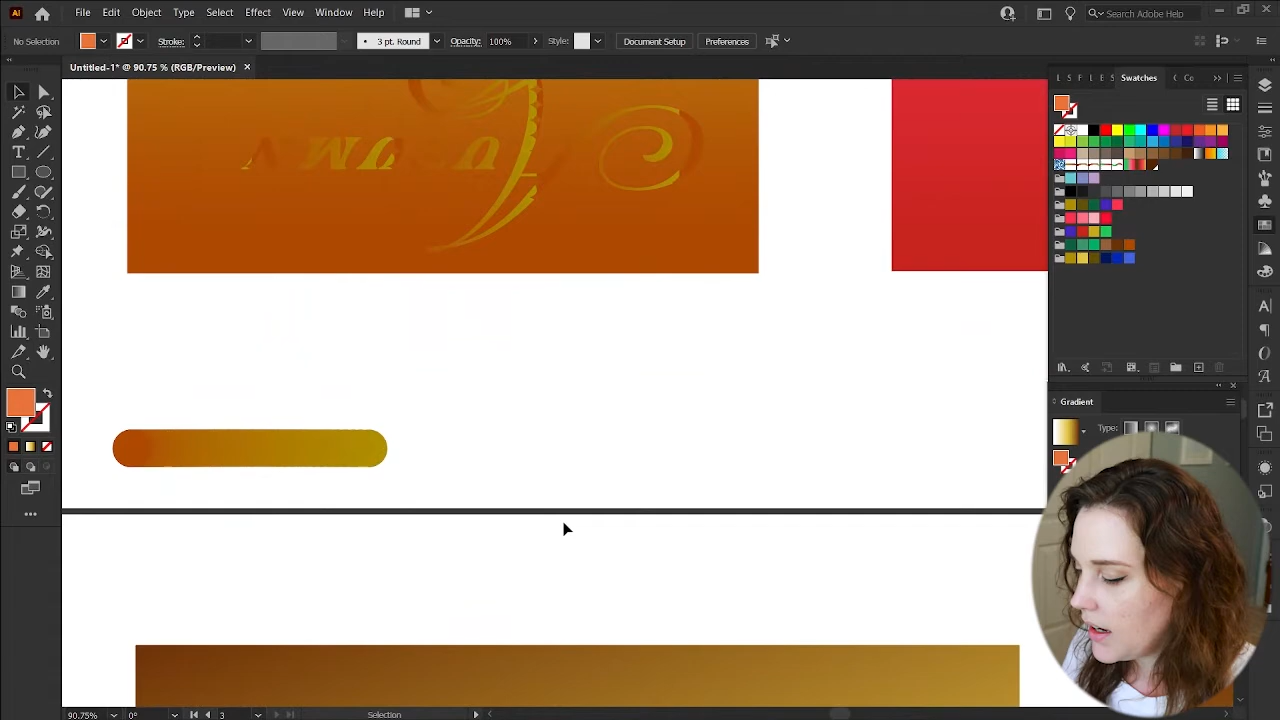 Ai File Edit Object Type Select Effect View Window Help Search Adobe Help
No Selection Stroke: 3 pt. Round Opacity: 100% Style: Document Setup Preferences
Untitled-1* @ 90.75 % (RGB/Preview) ×
L S F L E S Swatches C Co
Gradient
Type:
90.75% 0° 3 Selection